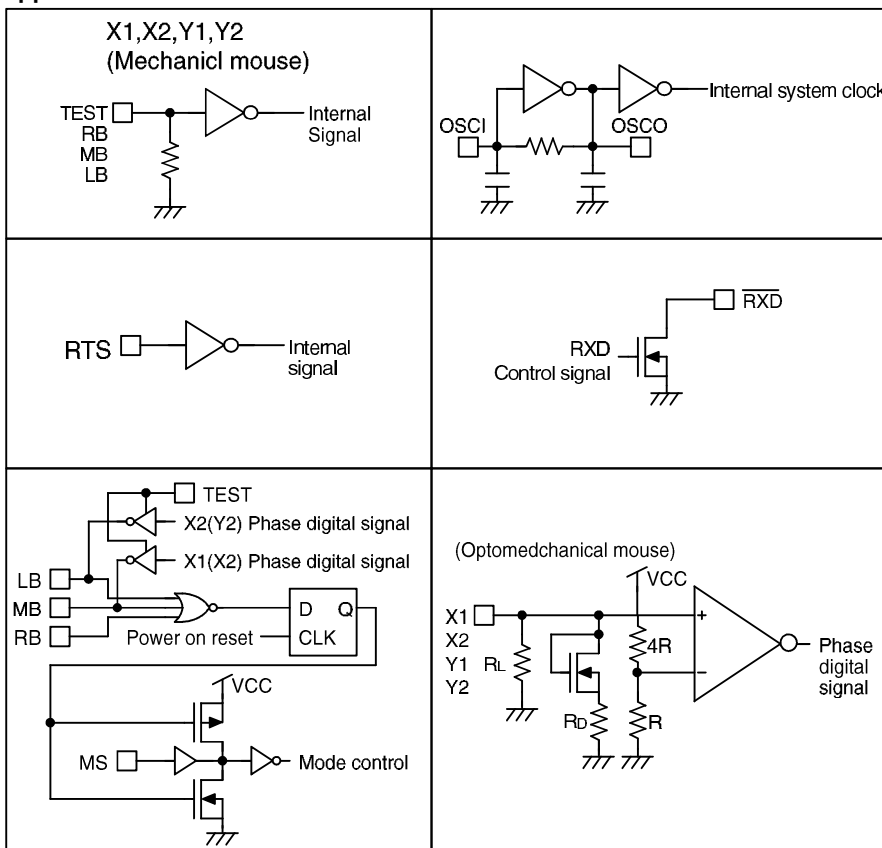 X1,X2,Y1,Y2
(Mechanicl mouse)
TEST
RB
MB
LB
Internal
Signal
OSCI
OSCO
Internal system clock
RTS
Internal
signal
RXD
RXD
Control signal
TEST
X2(Y2) Phase digital signal
X1(X2) Phase digital signal
LB
MB
RB
D Q
CLK
Power on reset
VCC
MS
Mode control
(Optomedchanical mouse)
VCC
X1
X2
Y1
Y2
RL
RD
4R
R
+
−
Phase
digital
signal